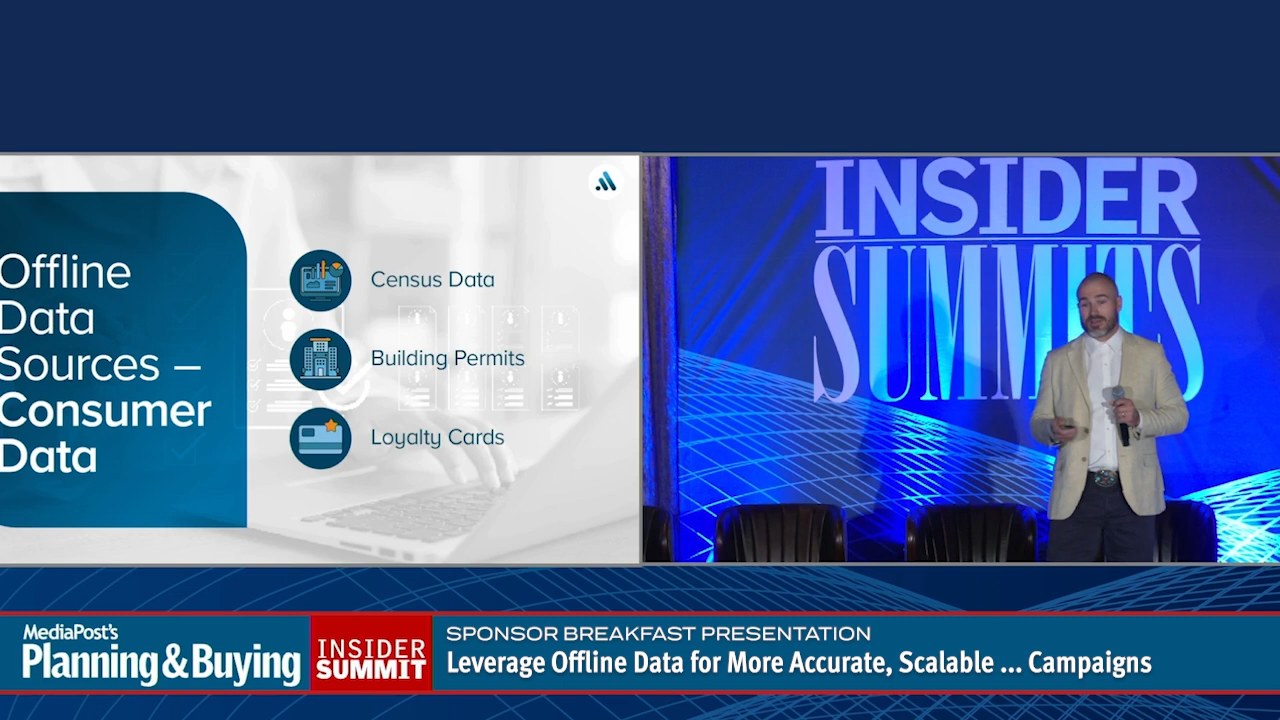 Offline
Data
Sources –
Consumer
Data
Census Data
Building Permits
Loyalty Cards
INSIDER
SUMMITS
MediaPost's
Planning & Buying
INSIDER
SUMMIT
SPONSOR BREAKFAST PRESENTATION
Leverage Offline Data for More Accurate, Scalable ... Campaigns